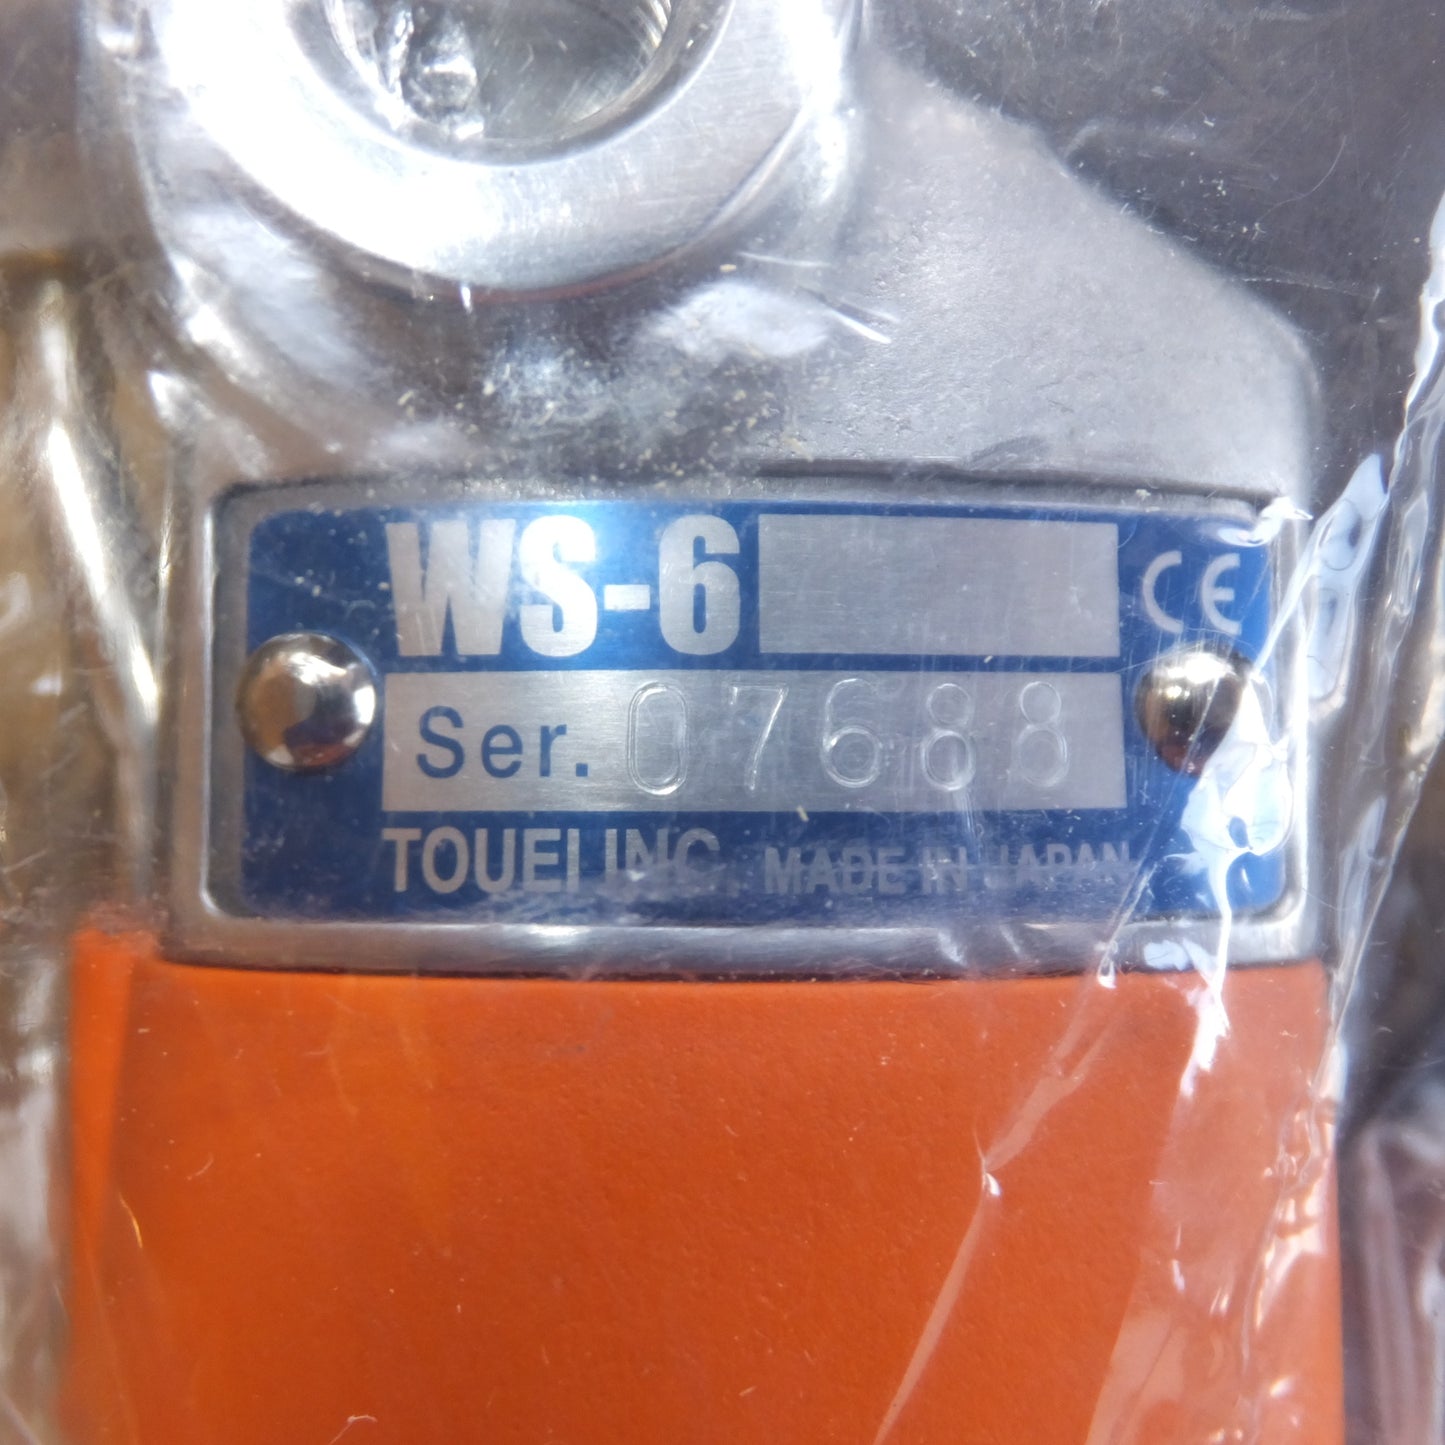 WS-6 CE
Ser. 07688
TOUEI INC. MADE IN JAPAN